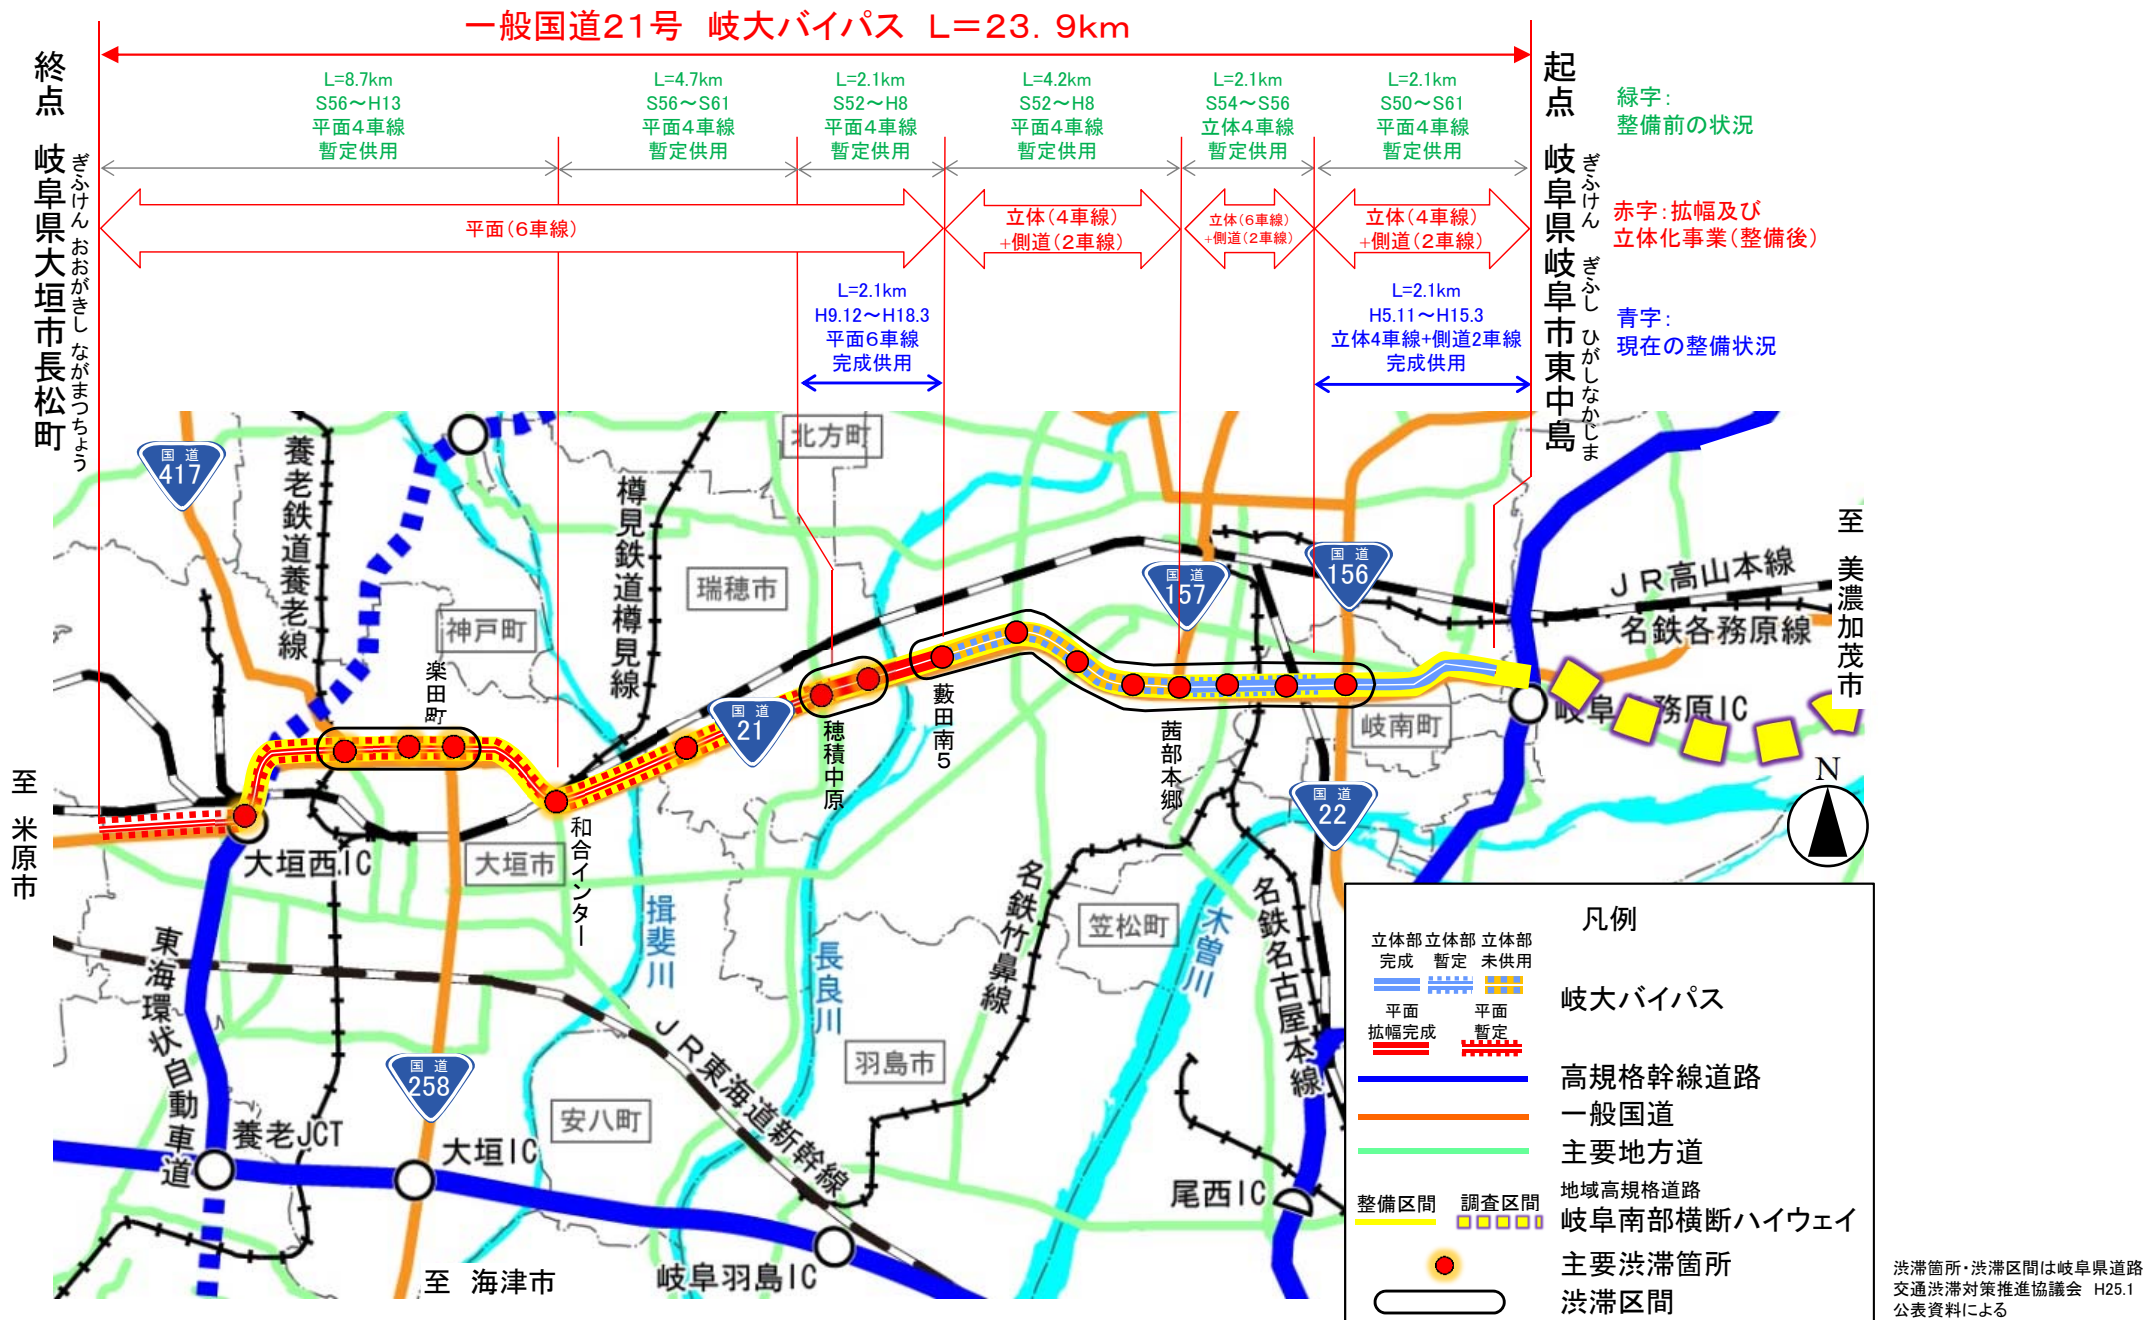 一般国道21号 岐大バイパス L=23.9km
終点 岐阜県大垣市長松町
ぎふけん おおがきし ながまつちょう
起点 岐阜県岐阜市東中島
ぎふけん ぎふし ひがしなかじま
L=8.7km
S56~H13
平面4車線
暫定供用
L=4.7km
S56~S61
平面4車線
暫定供用
L=2.1km
S52~H8
平面4車線
暫定供用
L=4.2km
S52~H8
平面4車線
暫定供用
L=2.1km
S54~S56
立体4車線
暫定供用
L=2.1km
S50~S61
平面4車線
暫定供用
緑字:
整備前の状況
平面(6車線)
立体(4車線)
+側道(2車線)
立体(6車線)
+側道(2車線)
立体(4車線)
+側道(2車線)
赤字:拡幅及び
立体化事業(整備後)
L=2.1km
H9.12~H18.3
平面6車線
完成供用
L=2.1km
H5.11~H15.3
立体4車線+側道2車線
完成供用
青字:
現在の整備状況
国道
417
養老鉄道養老線
樽見鉄道樽見線
北方町
瑞穂市
神戸町
楽田町
国道
157
国道
156
JR高山本線
名鉄各務原線
至 美濃加茂市
国道
21
穂積中原
藪田南5
茜部本郷
岐南町
岐阜
務原IC
国道
22
N
至 米原市
大垣西IC
大垣市
和合インター
揖斐川
長良川
名鉄竹鼻線
笠松町
木曽川
名鉄名古屋本線
東海環状自動車道
JR東海道新幹線
羽島市
国道
258
安八町
養老JCT
大垣IC
尾西IC
岐阜羽島IC
至 海津市
凡例
立体部 立体部 立体部
完成 暫定 未供用
岐大バイパス
平面 平面
拡幅完成 暫定
高規格幹線道路
一般国道
主要地方道
地域高規格道路
整備区間 調査区間
岐阜南部横断ハイウェイ
主要渋滞箇所
渋滞区間
渋滞箇所・渋滞区間は岐阜県道路
交通渋滞対策推進協議会 H25.1
公表資料による